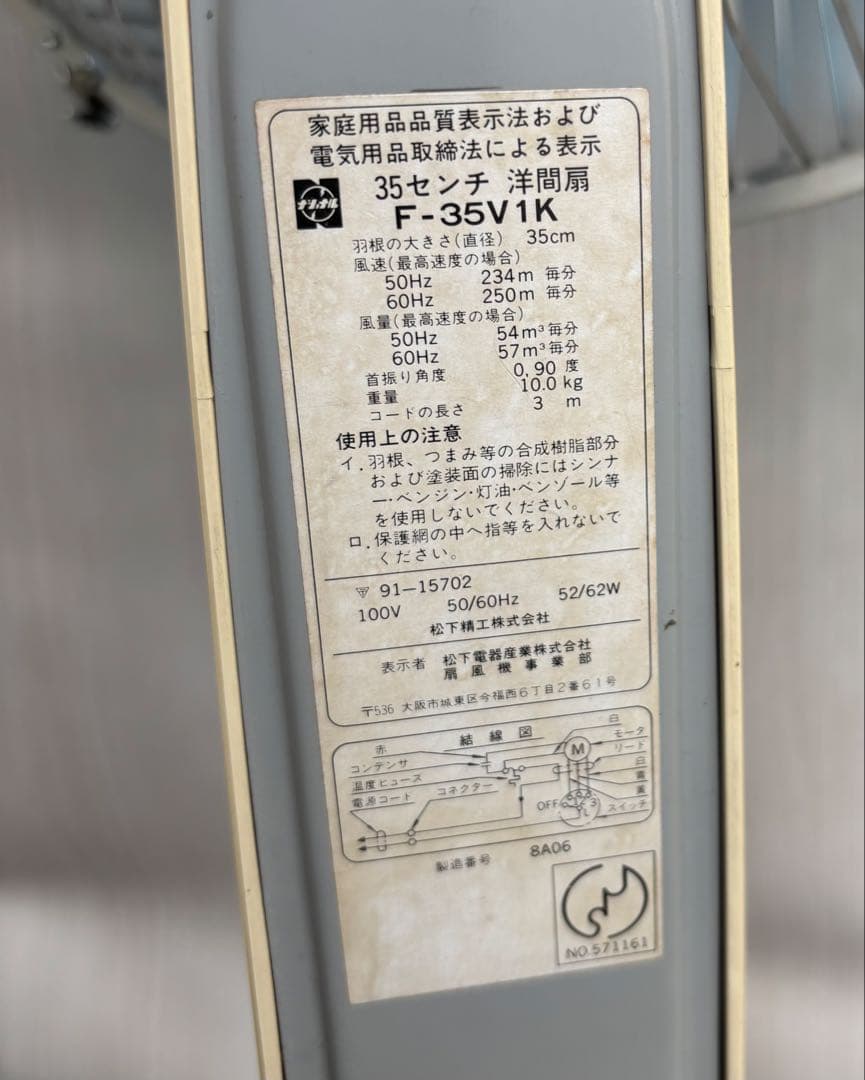 家庭用品品質表示法および
電気用品取締法による表示
ナショナル
35センチ 洋間扇
F-35V1K
羽根の大きさ(直径) 35cm
風速(最高速度の場合)
50Hz 234m 毎分
60Hz 250m 毎分
風量(最高速度の場合)
50Hz 54m³毎分
60Hz 57m³毎分
首振り角度 0,90 度
重量 10.0 kg
コードの長さ 3 m
使用上の注意
イ.羽根、つまみ等の合成樹脂部分
および塗装面の掃除にはシンナ
ー・ベンジン・灯油・ベンゾール等
を使用しないでください。
ロ.保護網の中へ指等を入れないで
ください。
〒 91-15702
100V 50/60Hz 52/62W
松下精工株式会社
表示者 松下電器産業株式会社
扇風機事業部
〒536 大阪市城東区今福西6丁目2番61号
結線図
赤
コンデンサ
温度ヒューズ
電源コード
コネクター
M
白
モータ
リード
白
OFF 1 2 3
スイッチ
製造番号 8A06
NO.571161